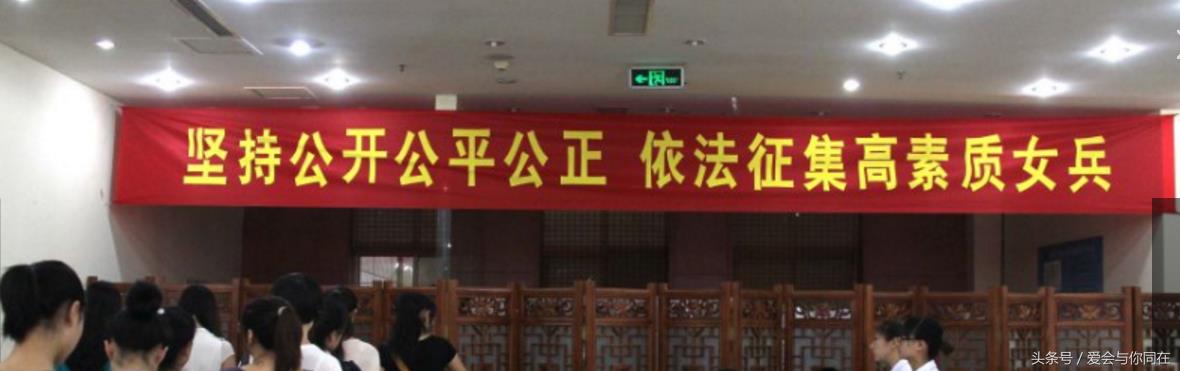 坚持公开公平公正 依法征集高素质女兵
头条号 / 爱会与你同在